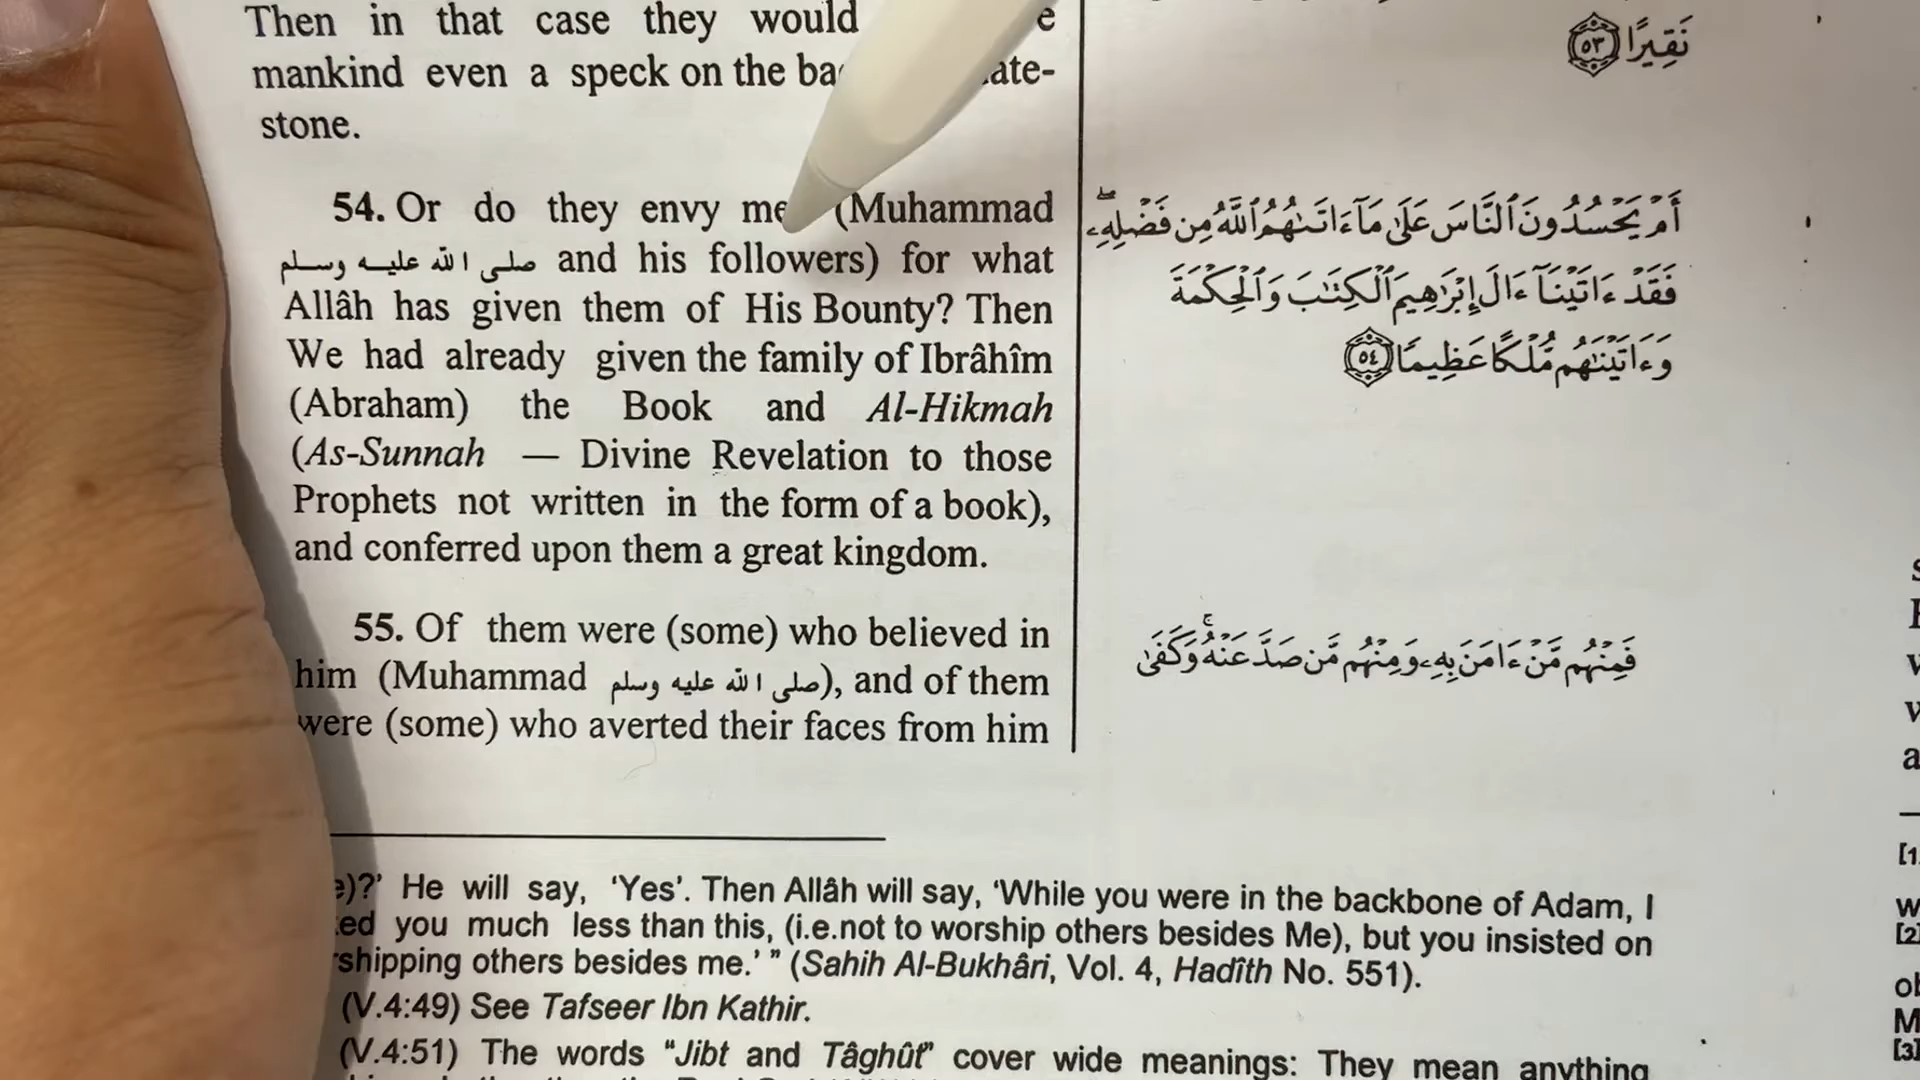 Then in that case they would
mankind even a speck on the
stone.
54. Or do they envy (Muhammad
صلى الله عليه وسلم and his followers) for what
Allâh has given them of His Bounty? Then
We had already given the family of Ibrâhîm
(Abraham) the Book and Al-Hikmah
(As-Sunnah — Divine Revelation to those
Prophets not written in the form of a book),
and conferred upon them a great kingdom.
55. Of them were (some) who believed in
him (Muhammad صلى الله عليه وسلم), and of them
were (some) who averted their faces from him
نَقِيرًا ٥٣
أَمْ يَحْسُدُونَ ٱلنَّاسَ عَلَىٰ مَآ ءَاتَىٰهُمُ ٱللَّهُ مِن فَضْلِهِۦۖ
فَقَدْ ءَاتَيْنَآ ءَالَ إِبْرَٰهِيمَ ٱلْكِتَٰبَ وَٱلْحِكْمَةَ
وَءَاتَيْنَٰهُم مُّلْكًا عَظِيمًا ٥٤
فَمِنْهُم مَّنْ ءَامَنَ بِهِۦ وَمِنْهُم مَّن صَدَّ عَنْهُۚ وَكَفَىٰ
He will say, ‘Yes’. Then Allâh will say, ‘While you were in the backbone of Adam, I
you much less than this, (i.e.not to worship others besides Me), but you insisted on
shipping others besides me.’ ” (Sahih Al-Bukhâri, Vol. 4, Hadîth No. 551).
(V.4:49) See Tafseer Ibn Kathir.
(V.4:51) The words “Jibt and Tâghût” cover wide meanings: They mean anything
[1
[2]
[3]